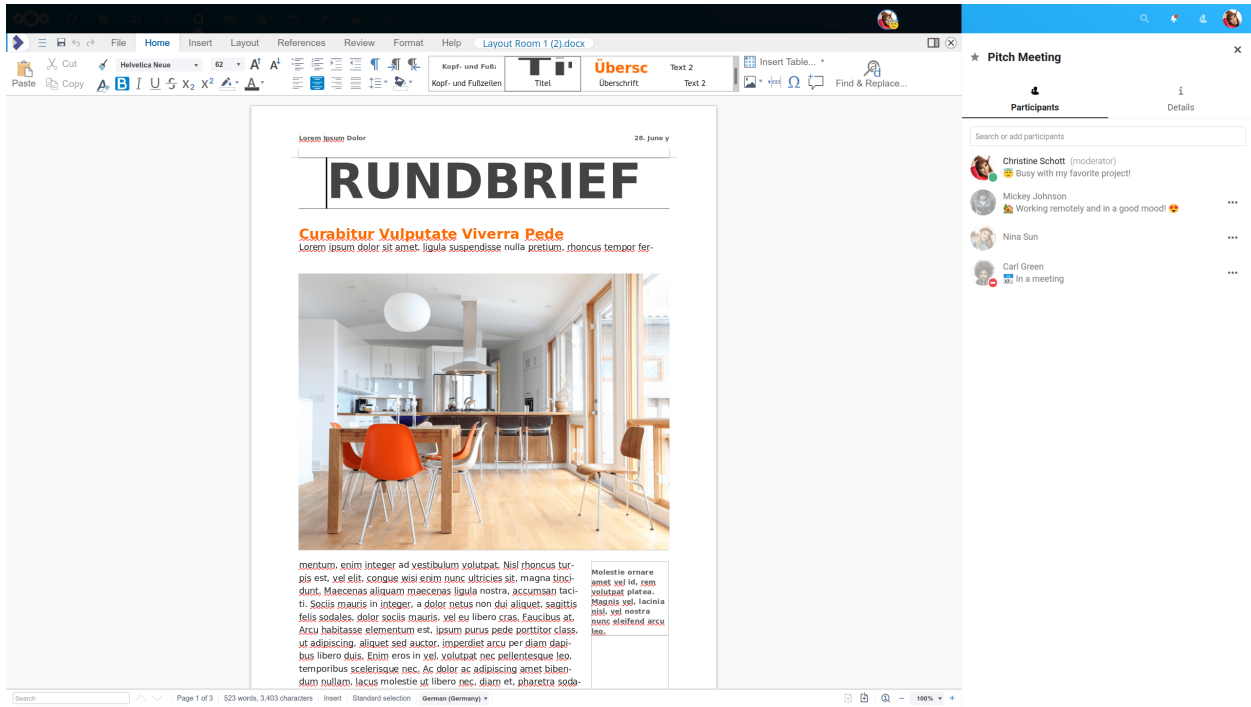 File Home Insert Layout References Review Format Help Layout Room 1 (2).docx
Pitch Meeting
Paste Cut Copy
Helvetica Neue 62
Kopf- und Fuß
Kopf- und Fußzeilen
Titel
Übersc
Überschrift
Text 2
Text 2
Insert Table...
Find & Replace...
Participants
Details
Search or add participants
Christine Schott (moderator)
😇 Busy with my favorite project!
Mickey Johnson
🏡 Working remotely and in a good mood! 😍
Nina Sun
Carl Green
📅 In a meeting
Lorem Ipsum Dolor 28. June y
RUNDBRIEF
Curabitur Vulputate Viverra Pede
Lorem ipsum dolor sit amet, ligula suspendisse nulla pretium, rhoncus tempor fer-
mentum, enim integer ad vestibulum volutpat. Nisl rhoncus tur-
pis est, vel elit, congue wisi enim nunc ultricies sit, magna tinci-
dunt. Maecenas aliquam maecenas ligula nostra, accumsan taci-
ti. Sociis mauris in integer, a dolor netus non dui aliquet, sagittis
felis sodales, dolor sociis mauris, vel eu libero cras. Faucibus at.
Arcu habitasse elementum est, ipsum purus pede porttitor class,
ut adipiscing, aliquet sed auctor, imperdiet arcu per diam dapi-
bus libero duis. Enim eros in vel, volutpat nec pellentesque leo,
temporibus scelerisque nec. Ac dolor ac adipiscing amet biben-
dum nullam, lacus molestie ut libero nec, diam et, pharetra soda-
Molestie ornare
amet vel id, rem
volutpat platea.
Magnis vel, lacinia
nisl, vel nostra
nunc eleifend arcu
leo.
Search Page 1 of 3 523 words, 3,403 characters Insert Standard selection German (Germany) 100%